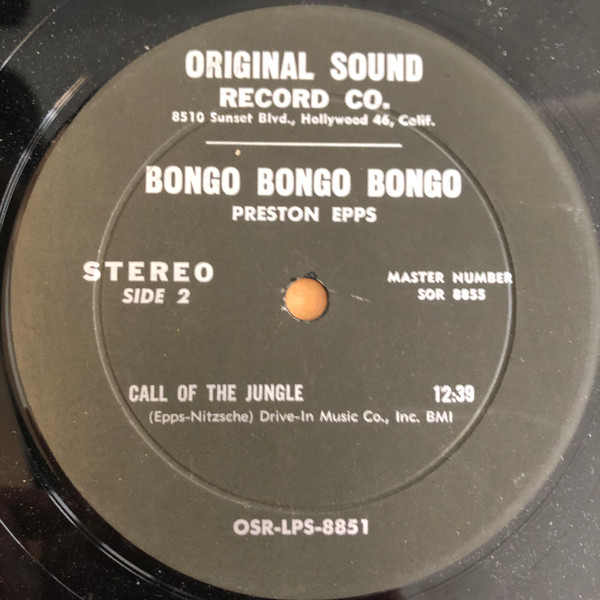 ORIGINAL SOUND
RECORD CO.
8510 Sunset Blvd., Hollywood 46, Calif.
BONGO BONGO BONGO
PRESTON EPPS
STEREO
SIDE 2
MASTER NUMBER
SOR 8855
CALL OF THE JUNGLE 12:39
(Epps-Nitzsche) Drive-In Music Co., Inc. BMI
OSR-LPS-8851